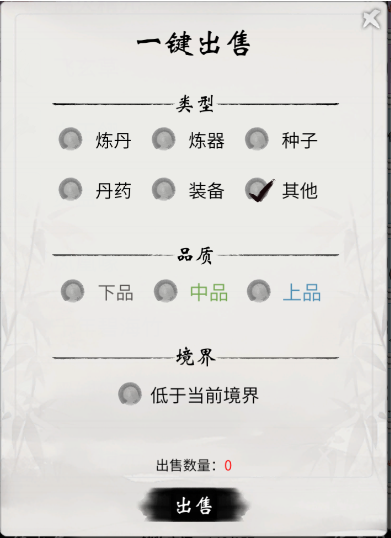 一键出售
类型
炼丹 炼器 种子
丹药 装备 其他
品质
下品 中品 上品
境界
低于当前境界
出售数量：0
出售